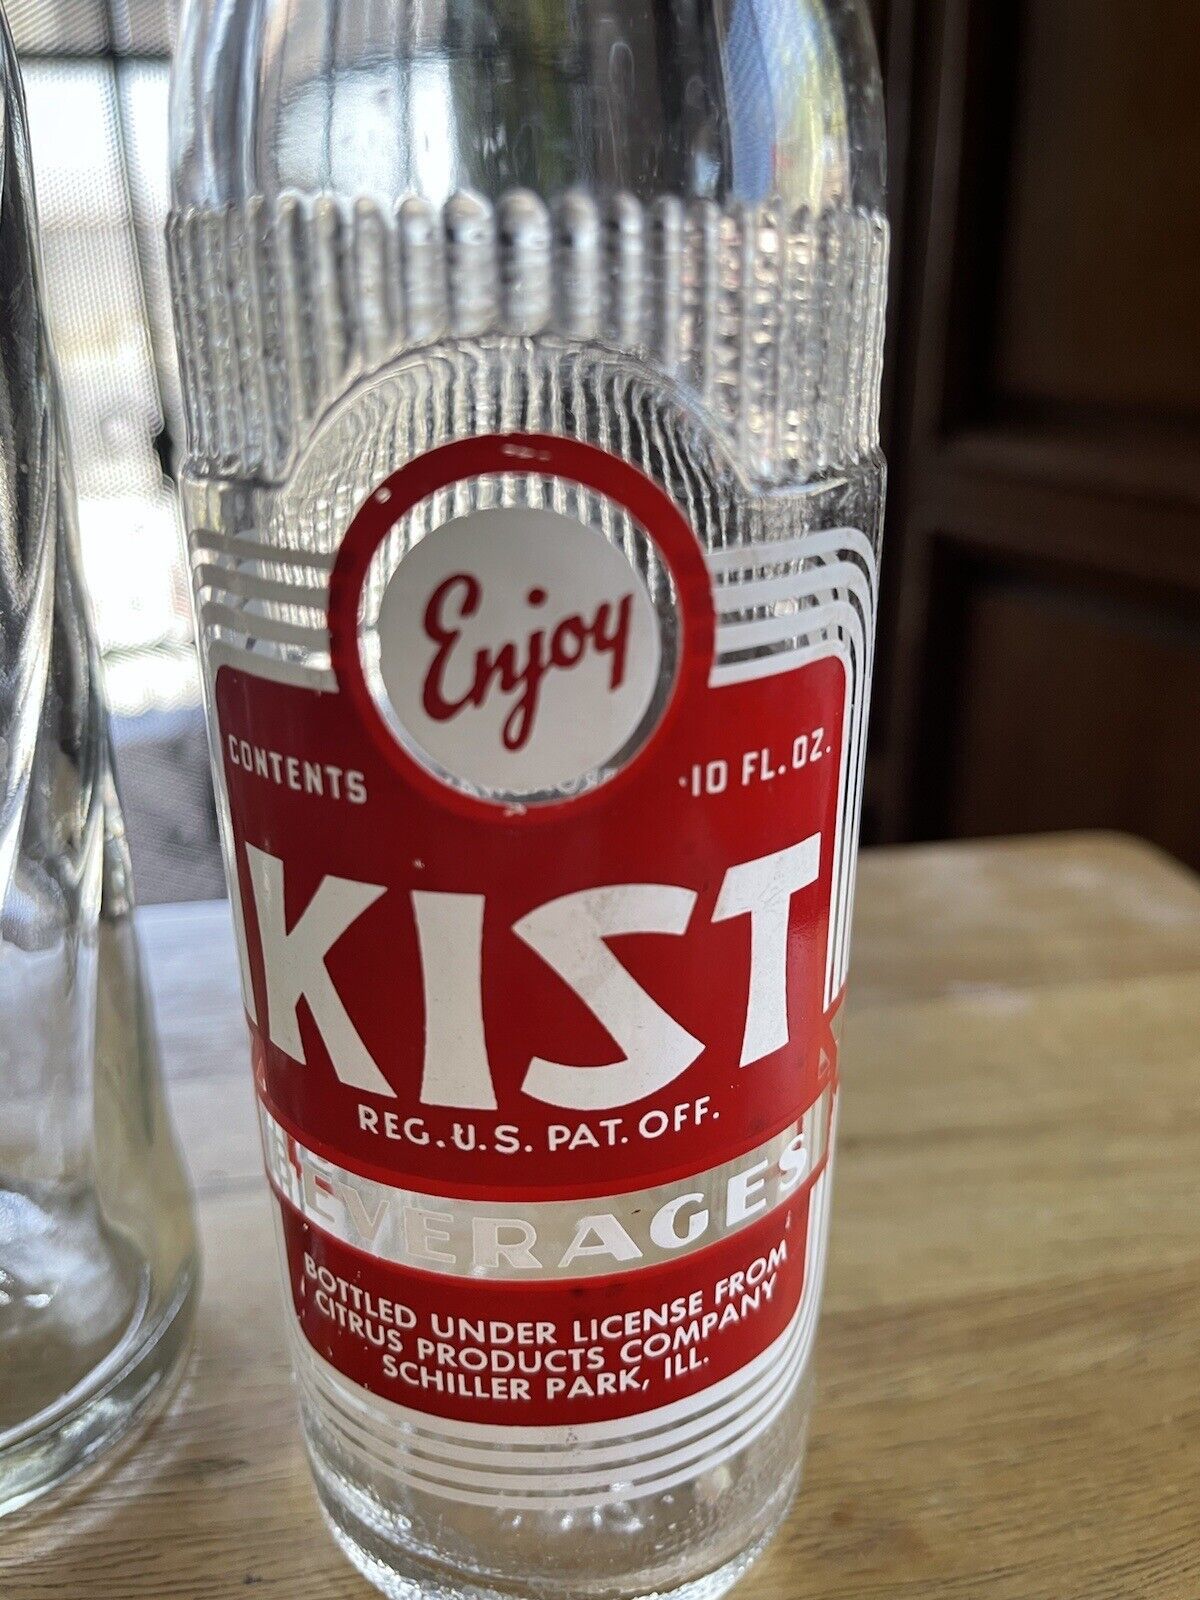 Enjoy
CONTENTS 10 FL. OZ.
KIST
REG. U.S. PAT. OFF.
BEVERAGES
BOTTLED UNDER LICENSE FROM
CITRUS PRODUCTS COMPANY
SCHILLER PARK, ILL.